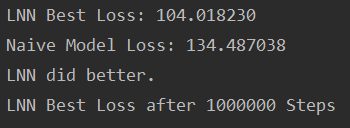 LNN Best Loss: 104.018230
Naive Model Loss: 134.487038
LNN did better.
LNN Best Loss after 1000000 Steps